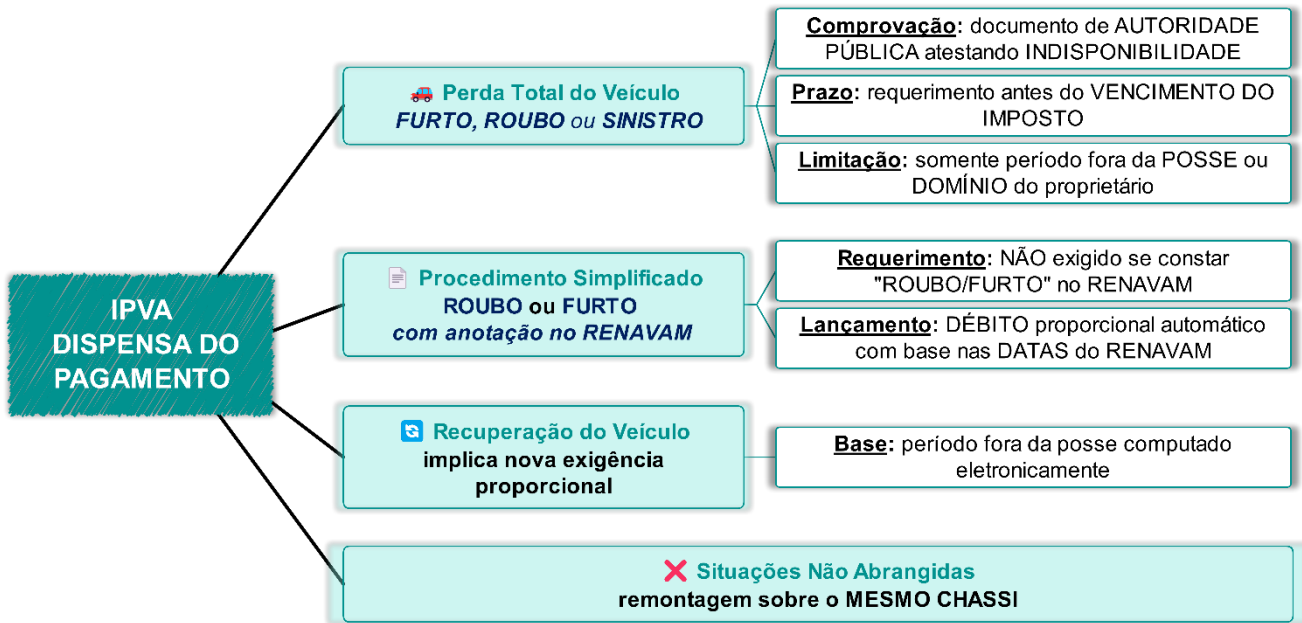 IPVA
DISPENSA DO
PAGAMENTO
Perda Total do Veículo
FURTO, ROUBO ou SINISTRO
Comprovação: documento de AUTORIDADE
PÚBLICA atestando INDISPONIBILIDADE
Prazo: requerimento antes do VENCIMENTO DO
IMPOSTO
Limitação: somente período fora da POSSE ou
DOMÍNIO do proprietário
Procedimento Simplificado
ROUBO ou FURTO
com anotação no RENAVAM
Requerimento: NÃO exigido se constar
"ROUBO/FURTO" no RENAVAM
Lançamento: DÉBITO proporcional automático
com base nas DATAS do RENAVAM
Recuperação do Veículo
implica nova exigência
proporcional
Base: período fora da posse computado
eletronicamente
Situações Não Abrangidas
remontagem sobre o MESMO CHASSI